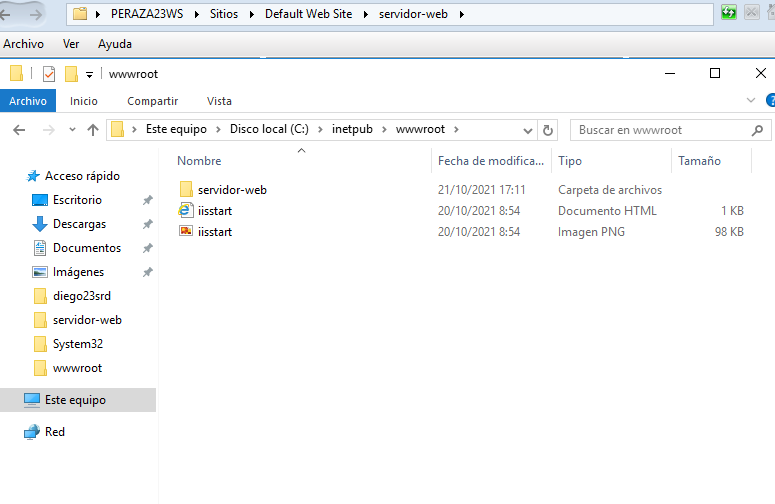 PERAZA23WS Sitios Default Web Site servidor-web
Archivo Ver Ayuda
wwwroot
Archivo Inicio Compartir Vista
Este equipo Disco local (C:) inetpub wwwroot Buscar en wwwroot
Nombre Fecha de modifica... Tipo Tamaño
Acceso rápido
Escritorio
Descargas
Documentos
Imágenes
diego23srd
servidor-web
System32
wwwroot
Este equipo
Red
servidor-web 21/10/2021 17:11 Carpeta de archivos
iisstart 20/10/2021 8:54 Documento HTML 1 KB
iisstart 20/10/2021 8:54 Imagen PNG 98 KB